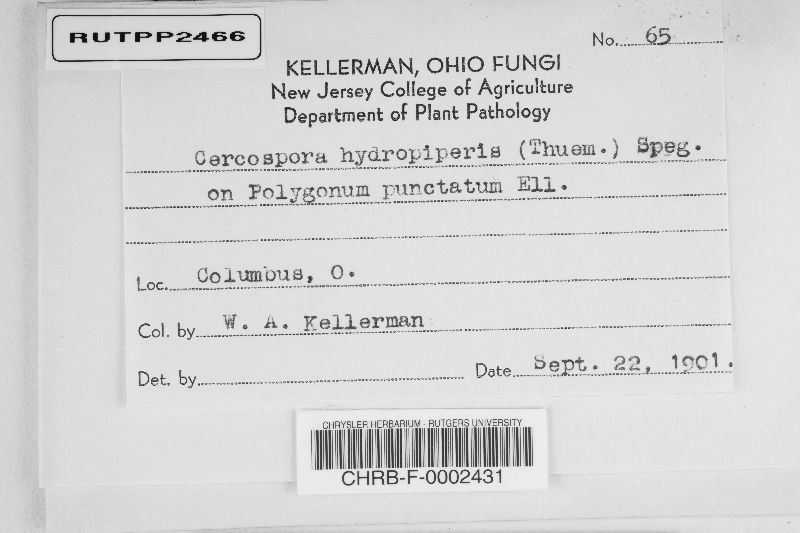 RUTPP2466
No. 65
KELLERMAN, OHIO FUNGI
New Jersey College of Agriculture
Department of Plant Pathology
Cercospora hydropiperis (Thuem.) Speg.
on Polygonum punctatum Ell.
Loc. Columbus, O.
Col. by W. A. Kellerman
Det. by
Date Sept. 22, 1901.
CHRYSLER HERBARIUM - RUTGERS UNIVERSITY
CHRB-F-0002431